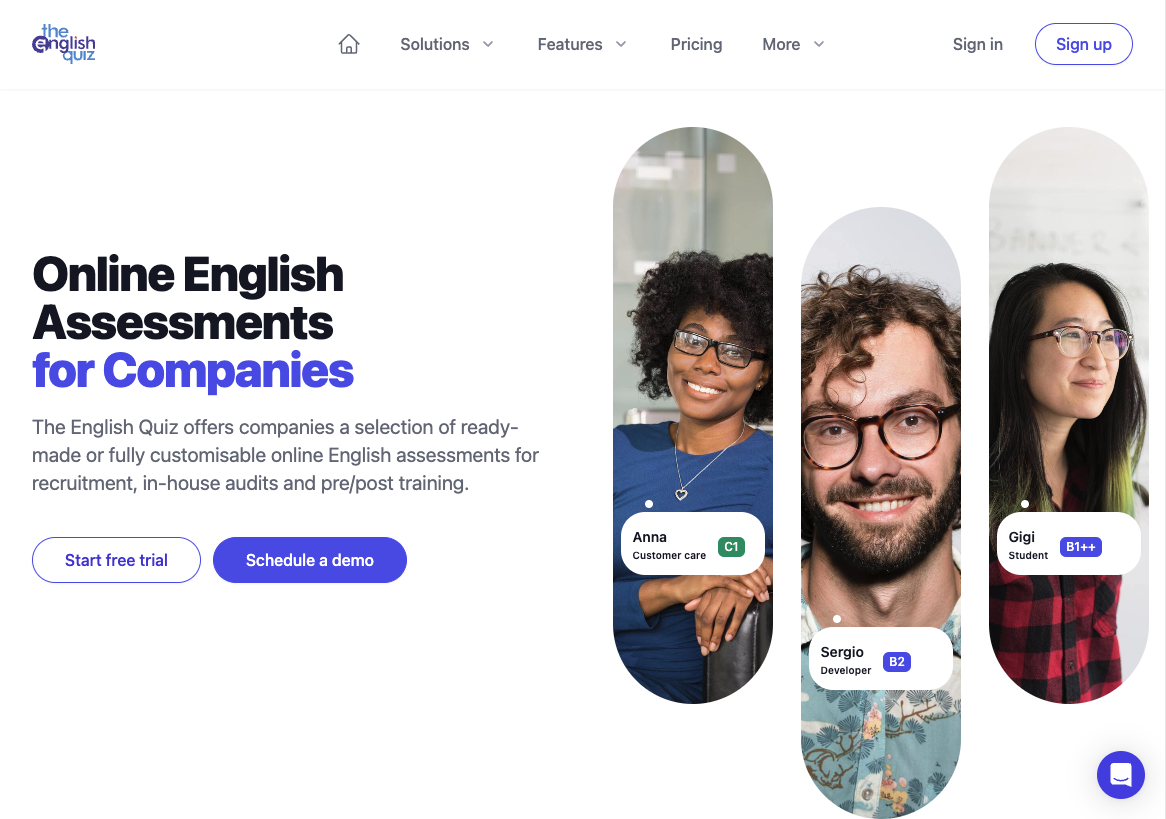 the
english
quiz
Solutions
Features
Pricing
More
Sign in
Sign up
Online English
Assessments
for Companies
The English Quiz offers companies a selection of ready-
made or fully customisable online English assessments for
recruitment, in-house audits and pre/post training.
Start free trial
Schedule a demo
Anna
Customer care
C1
Sergio
Developer
B2
Gigi
Student
B1++